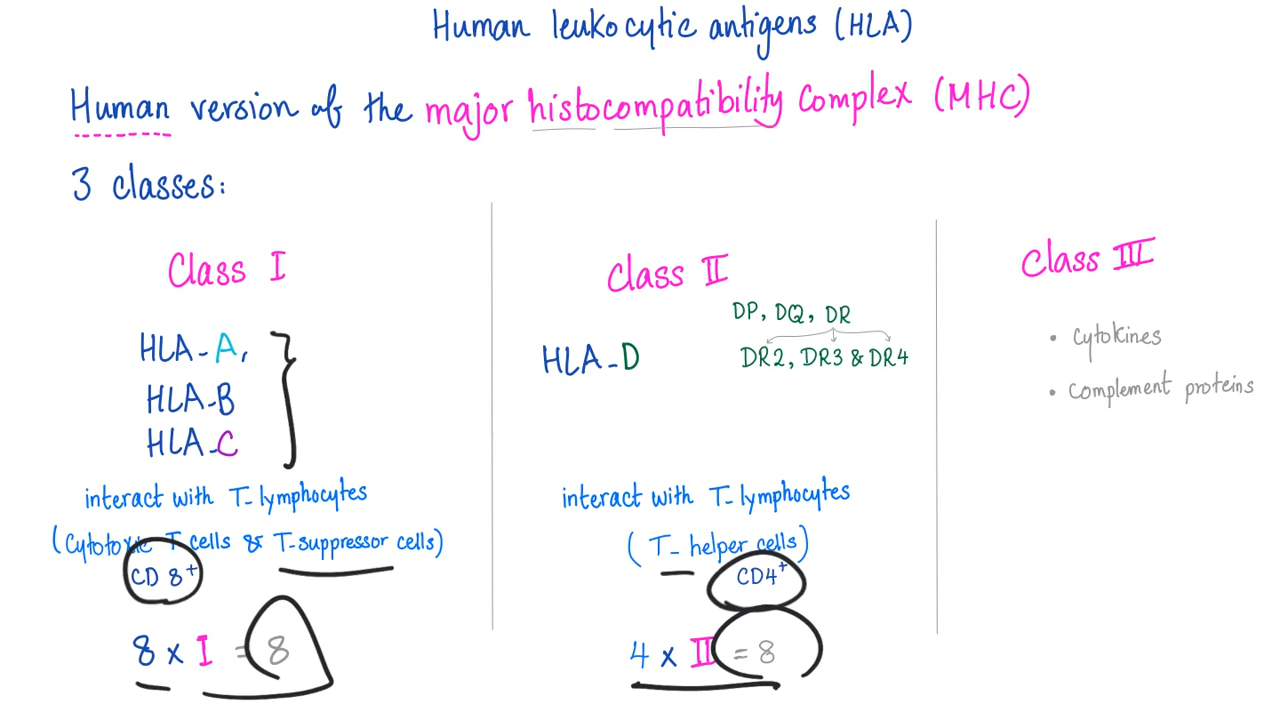 Human leukocytic antigens (HLA)
Human version of the major histocompatibility Complex (MHC)
3 classes:
Class I
HLA-A,
HLA-B
HLA-C
interact with T-lymphocytes
(Cytotoxic T cells & T-suppressor cells)
CD 8+
8 x I = 8
Class II
DP, DQ, DR
HLA-D
DR2, DR3 & DR4
interact with T-lymphocytes
(T-helper cells)
CD4+
4 x II = 8
Class III
• Cytokines
• Complement proteins